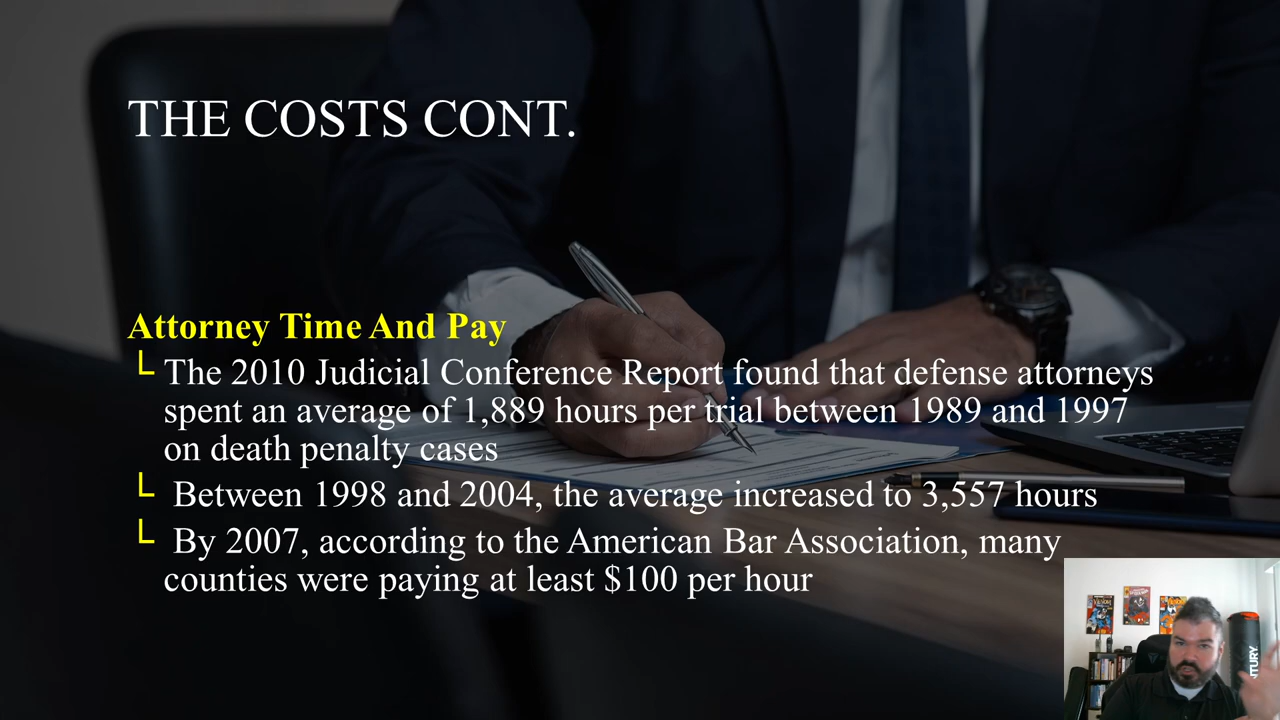 THE COSTS CONT.
Attorney Time And Pay
The 2010 Judicial Conference Report found that defense attorneys
spent an average of 1,889 hours per trial between 1989 and 1997
on death penalty cases
Between 1998 and 2004, the average increased to 3,557 hours
By 2007, according to the American Bar Association, many
counties were paying at least $100 per hour